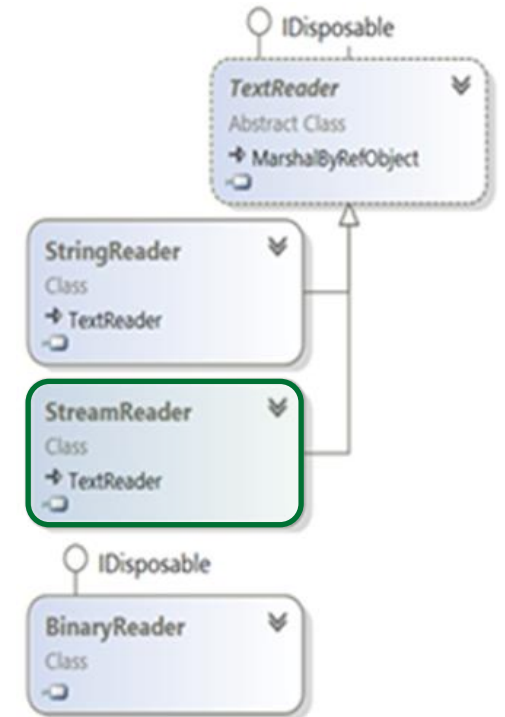 IDisposable
TextReader
Abstract Class
MarshalByRefObject
StringReader
Class
TextReader
StreamReader
Class
TextReader
IDisposable
BinaryReader
Class